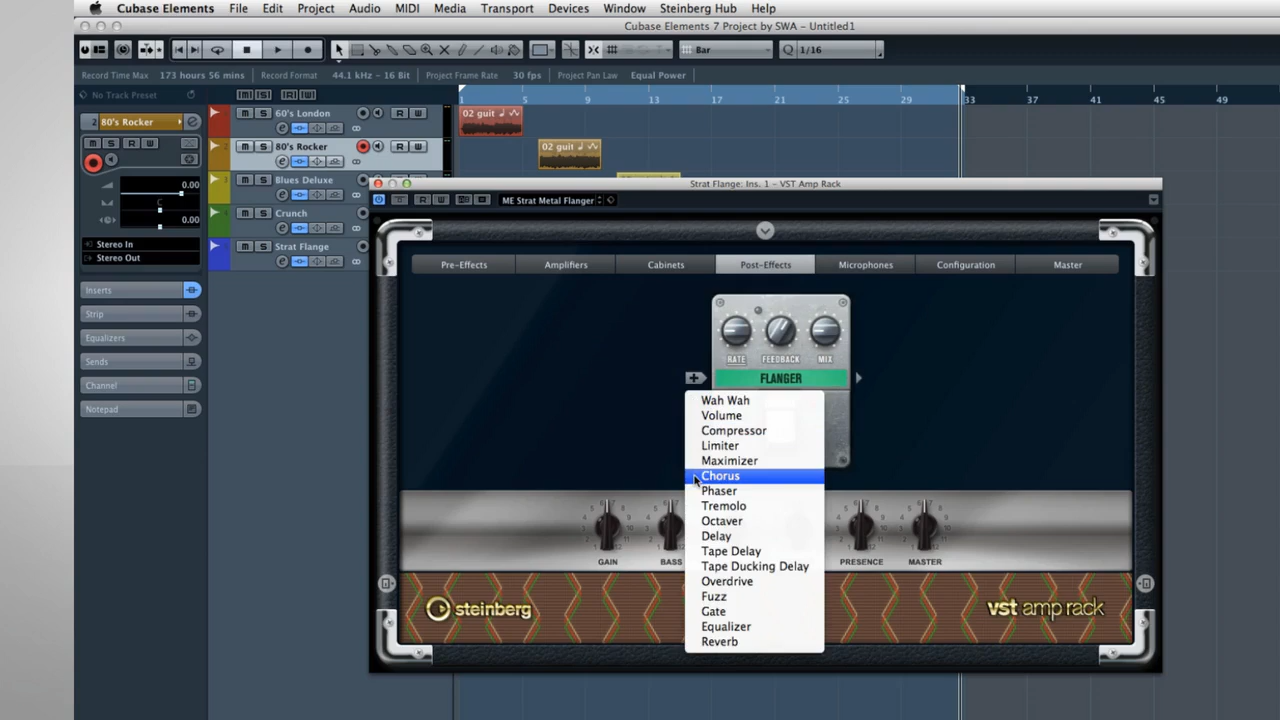 Cubase Elements File Edit Project Audio MIDI Media Transport Devices Window Steinberg Hub Help
Cubase Elements 7 Project by SWA - Untitled1
Bar
Q 1/16
Record Time Max 173 hours 56 mins Record Format 44.1 kHz - 16 Bit Project Frame Rate 30 fps Project Pan Law Equal Power
No Track Preset
M S R W
1 5 9 13 17 21 25 29 33 37 41 45 49
2 80's Rocker
M S R W
0.00
C
0.00
Stereo In
Stereo Out
Inserts
Strip
Equalizers
Sends
Channel
Notepad
M S 60's London R W
02 guit
M S 80's Rocker R W
02 guit
M S Blues Deluxe
M S Crunch
M S Strat Flange
Strat Flange: Ins. 1 - VST Amp Rack
R W ME Strat Metal Flanger
Pre-Effects Amplifiers Cabinets Post-Effects Microphones Configuration Master
RATE FEEDBACK MIX
FLANGER
Wah Wah
Volume
Compressor
Limiter
Maximizer
Chorus
Phaser
Tremolo
Octaver
Delay
Tape Delay
Tape Ducking Delay
Overdrive
Fuzz
Gate
Equalizer
Reverb
GAIN BASS PRESENCE MASTER
steinberg
vst amp rack